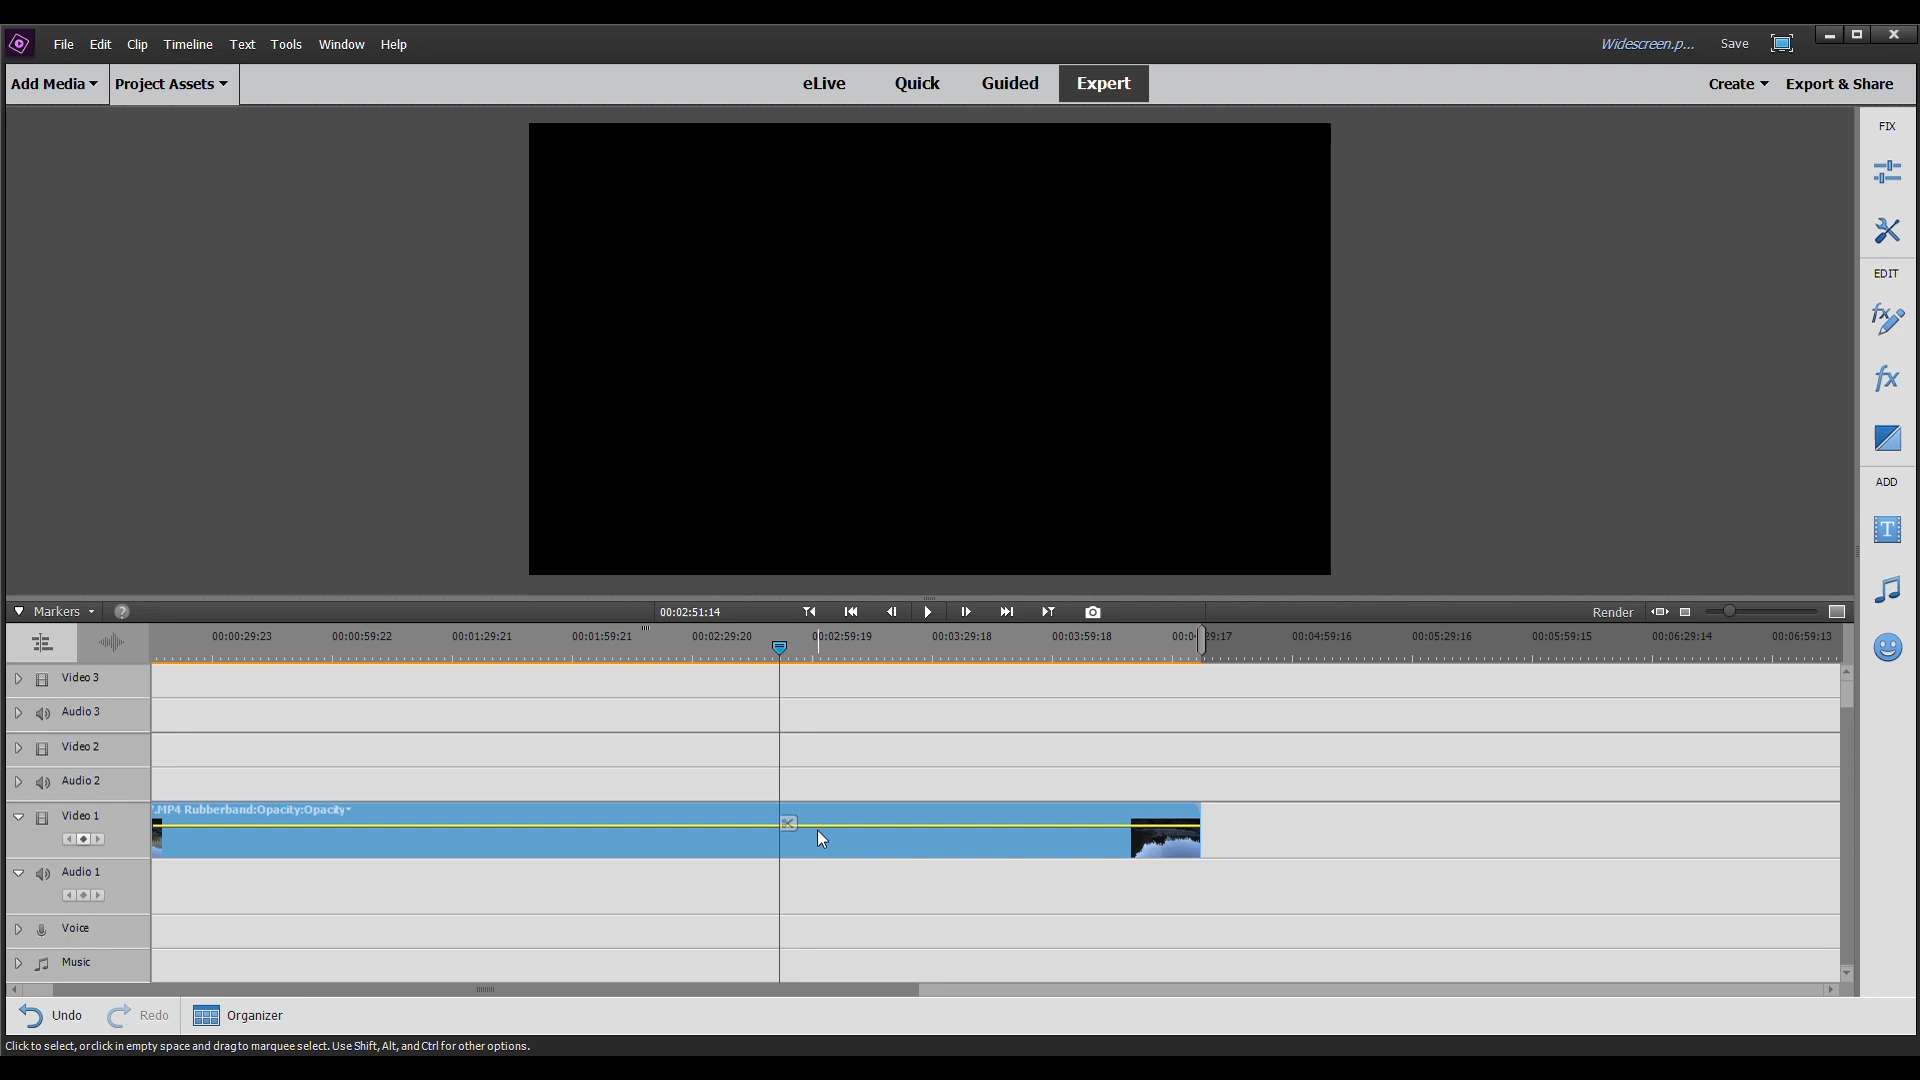 File Edit Clip Timeline Text Tools Window Help Widescreen.p... Save
Add Media Project Assets eLive Quick Guided Expert Create Export & Share
FIX
EDIT
fx
fx
ADD
T
Markers ? 00:02:51:14 Render
00:00:29:23 00:00:59:22 00:01:29:21 00:01:59:21 00:02:29:20 00:02:59:19 00:03:29:18 00:03:59:18 00:04:29:17 00:04:59:16 00:05:29:16 00:05:59:15 00:06:29:14 00:06:59:13
Video 3
Audio 3
Video 2
Audio 2
.MP4 Rubberband:Opacity:Opacity
Video 1
Audio 1
Voice
Music
Undo Redo Organizer
Click to select, or click in empty space and drag to marquee select. Use Shift, Alt, and Ctrl for other options.